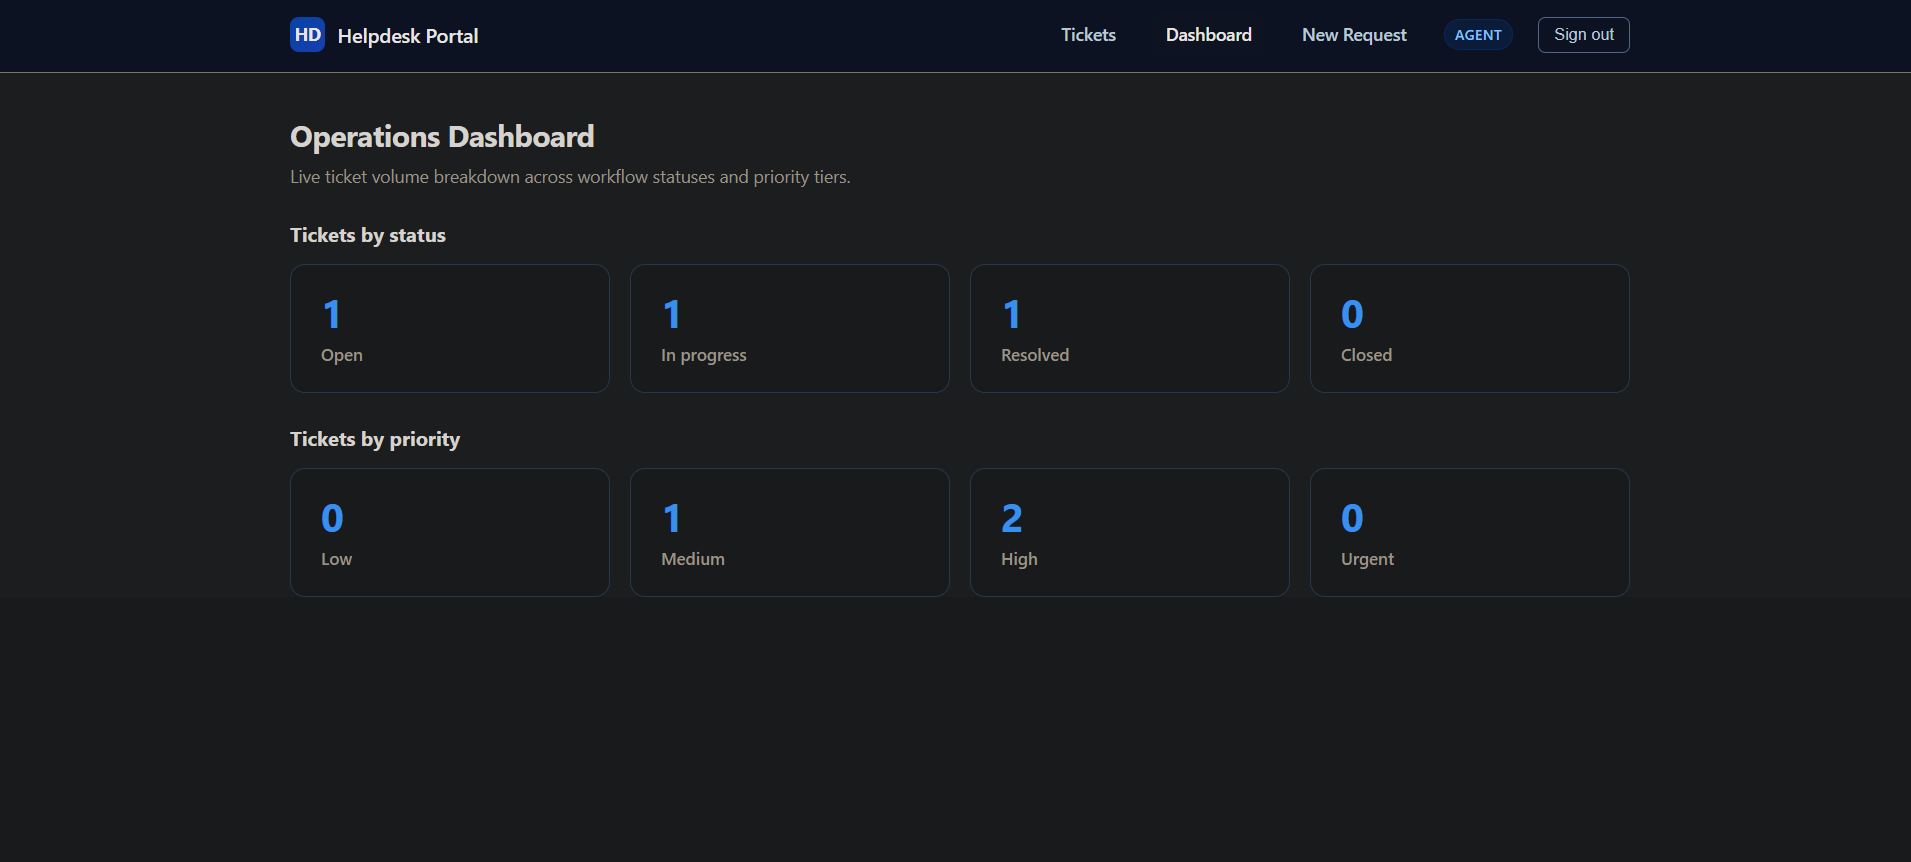 HD Helpdesk Portal Tickets Dashboard New Request AGENT Sign out
Operations Dashboard
Live ticket volume breakdown across workflow statuses and priority tiers.
Tickets by status
1 1 1 0
Open In progress Resolved Closed
Tickets by priority
0 1 2 0
Low Medium High Urgent